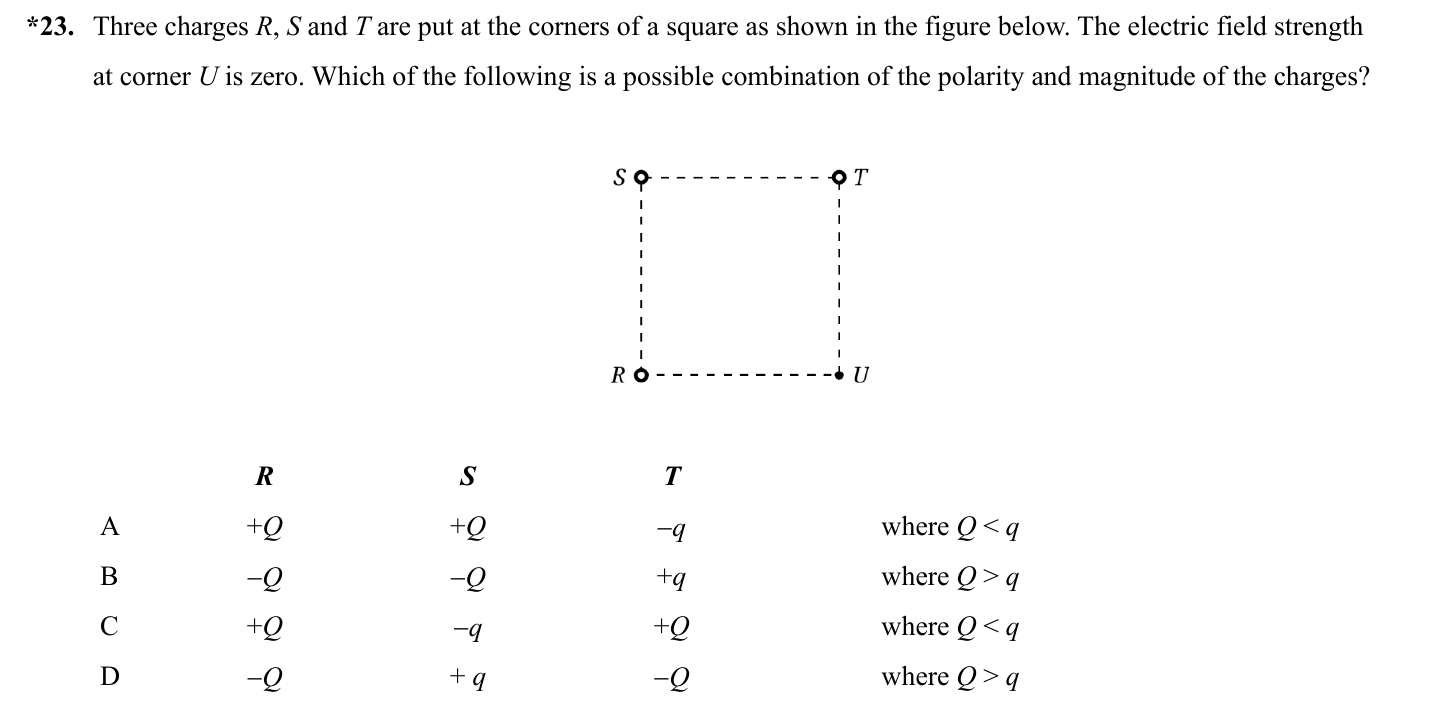 *23. Three charges R, S and T are put at the corners of a square as shown in the figure below. The electric field strength
at corner U is zero. Which of the following is a possible combination of the polarity and magnitude of the charges?
S T
R U
R S T
A +Q +Q −q where Q < q
B −Q −Q +q where Q > q
C +Q −q +Q where Q < q
D −Q + q −Q where Q > q